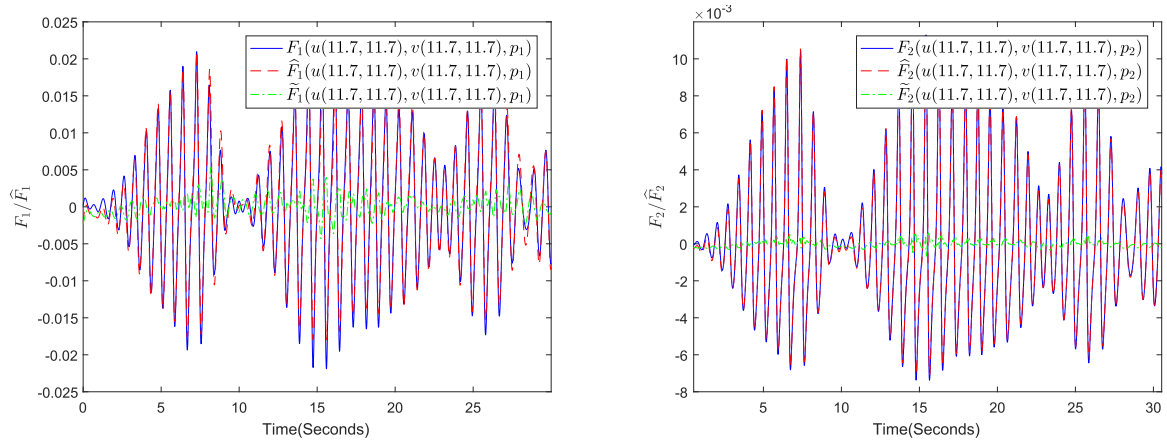 0.025
0.02
0.015
0.01
0.005
0
-0.005
-0.01
-0.015
-0.02
-0.025
F₁/F̂₁
F₁(u(11.7, 11.7), v(11.7, 11.7), p₁)
F̂₁(u(11.7, 11.7), v(11.7, 11.7), p₁)
F̃₁(u(11.7, 11.7), v(11.7, 11.7), p₁)
0 5 10 15 20 25
Time(Seconds)
×10⁻³
10
8
6
4
2
0
-2
-4
-6
-8
F₂/F̂₂
F₂(u(11.7, 11.7), v(11.7, 11.7), p₂)
F̂₂(u(11.7, 11.7), v(11.7, 11.7), p₂)
F̃₂(u(11.7, 11.7), v(11.7, 11.7), p₂)
5 10 15 20 25 30
Time(Seconds)